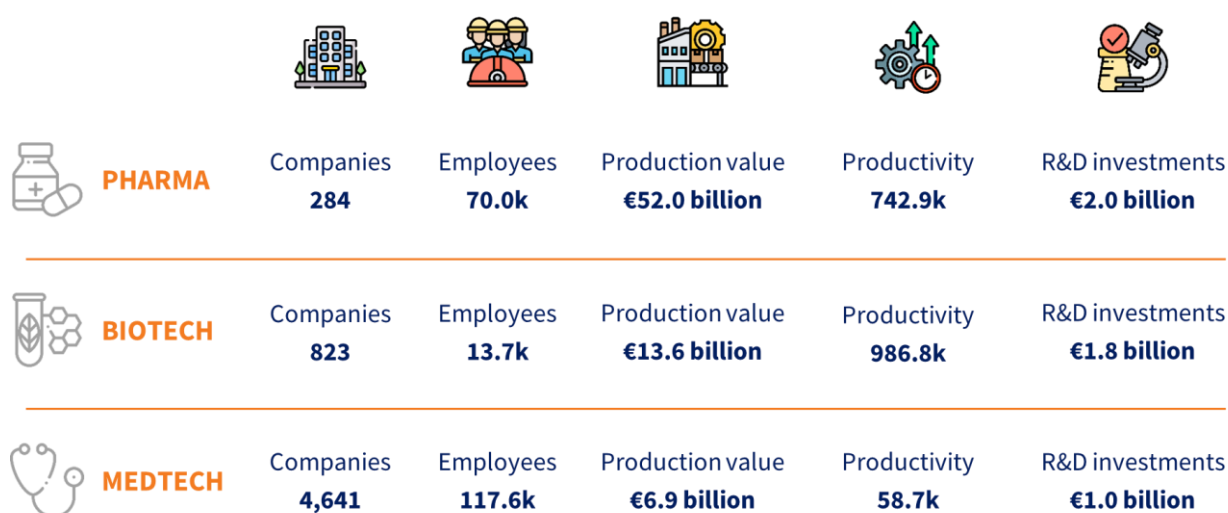 Companies Employees Production value Productivity R&D investments
PHARMA
284 70.0k €52.0 billion 742.9k €2.0 billion
Companies Employees Production value Productivity R&D investments
BIOTECH
823 13.7k €13.6 billion 986.8k €1.8 billion
Companies Employees Production value Productivity R&D investments
MEDTECH
4,641 117.6k €6.9 billion 58.7k €1.0 billion